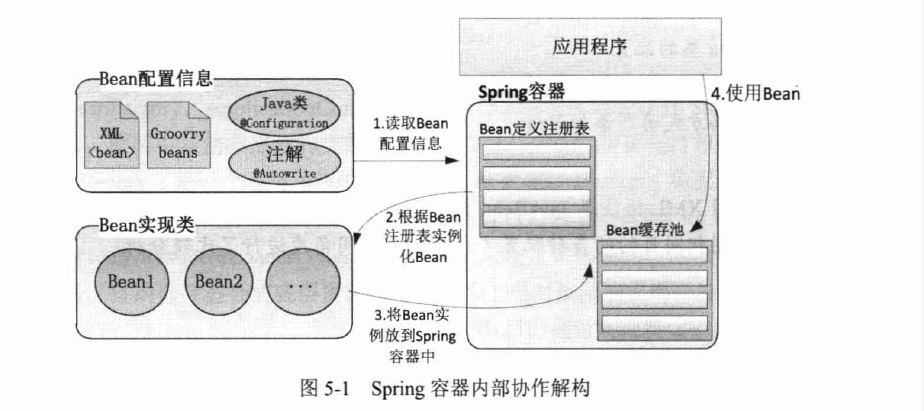 应用程序
Bean配置信息
XML
<bean>
Groovry
beans
Java类
@Configuration
注解
@Autowrite
1.读取Bean
配置信息
Spring容器
Bean定义注册表
4.使用Bean
Bean实现类
Bean1
Bean2
...
2.根据Bean
注册表实例
化Bean
Bean缓存池
3.将Bean实
例放到Spring
容器中
图 5-1 Spring 容器内部协作解构